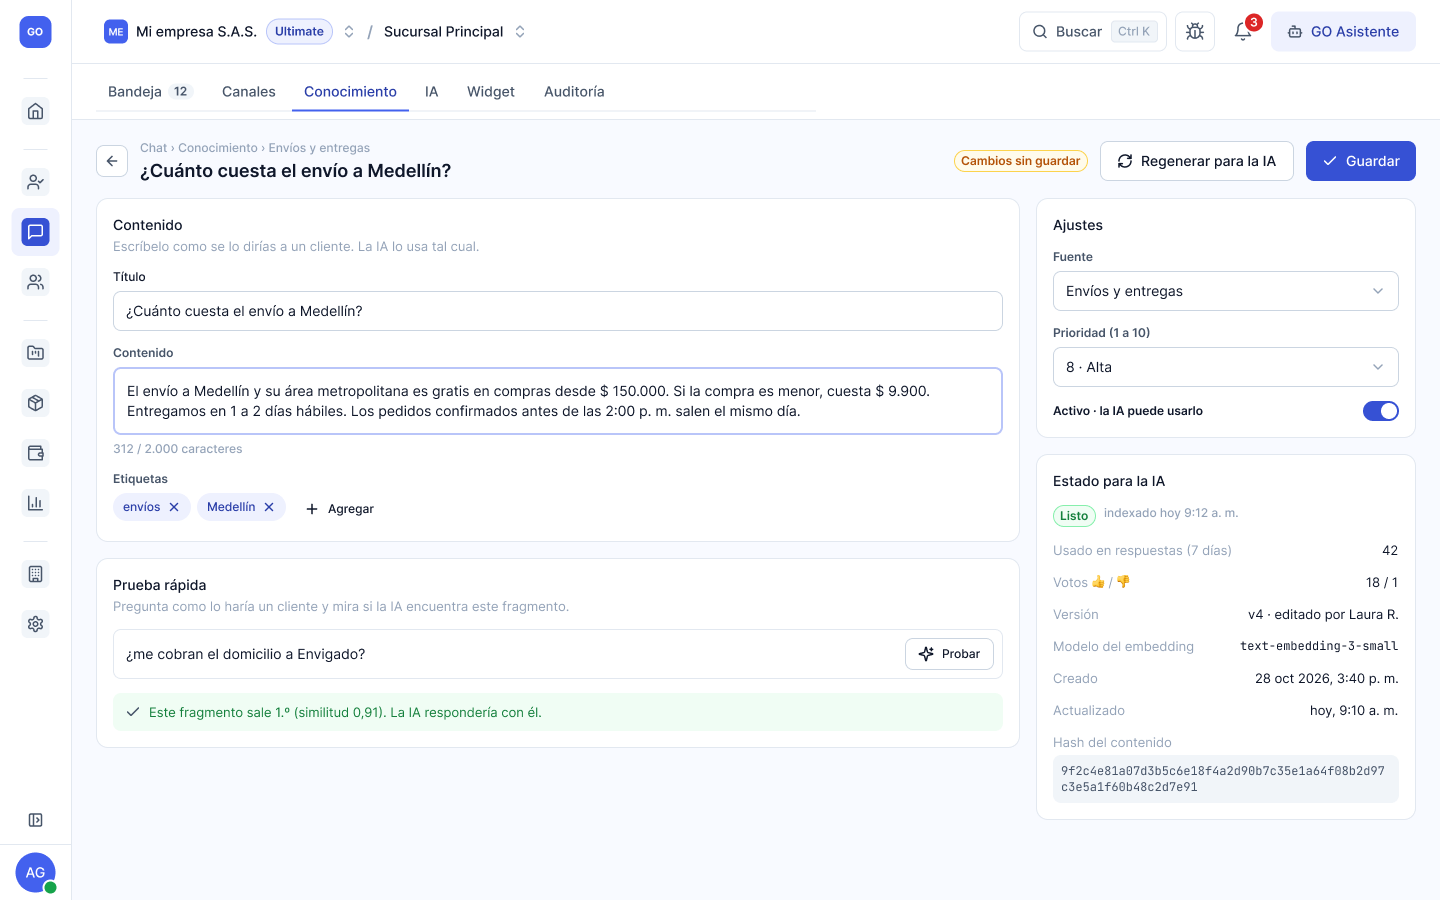 GO
ME Mi empresa S.A.S. Ultimate / Sucursal Principal
Buscar Ctrl K
3
GO Asistente
Bandeja 12 Canales Conocimiento IA Widget Auditoría
Chat › Conocimiento › Envíos y entregas
¿Cuánto cuesta el envío a Medellín?
Cambios sin guardar
Regenerar para la IA
Guardar
Contenido
Escríbelo como se lo dirías a un cliente. La IA lo usa tal cual.
Título
¿Cuánto cuesta el envío a Medellín?
Contenido
El envío a Medellín y su área metropolitana es gratis en compras desde $ 150.000. Si la compra es menor, cuesta $ 9.900.
Entregamos en 1 a 2 días hábiles. Los pedidos confirmados antes de las 2:00 p. m. salen el mismo día.
312 / 2.000 caracteres
Etiquetas
envíos Medellín Agregar
Prueba rápida
Pregunta como lo haría un cliente y mira si la IA encuentra este fragmento.
¿me cobran el domicilio a Envigado?
Probar
Este fragmento sale 1.º (similitud 0,91). La IA respondería con él.
Ajustes
Fuente
Envíos y entregas
Prioridad (1 a 10)
8 · Alta
Activo · la IA puede usarlo
Estado para la IA
Listo indexado hoy 9:12 a. m.
Usado en respuestas (7 días) 42
Votos 👍 / 👎 18 / 1
Versión v4 · editado por Laura R.
Modelo del embedding text-embedding-3-small
Creado 28 oct 2026, 3:40 p. m.
Actualizado hoy, 9:10 a. m.
Hash del contenido
9f2c4e81a07d3b5c6e18f4a2d90b7c35e1a64f08b2d97
c3e5a1f60b48c2d7e91
AG